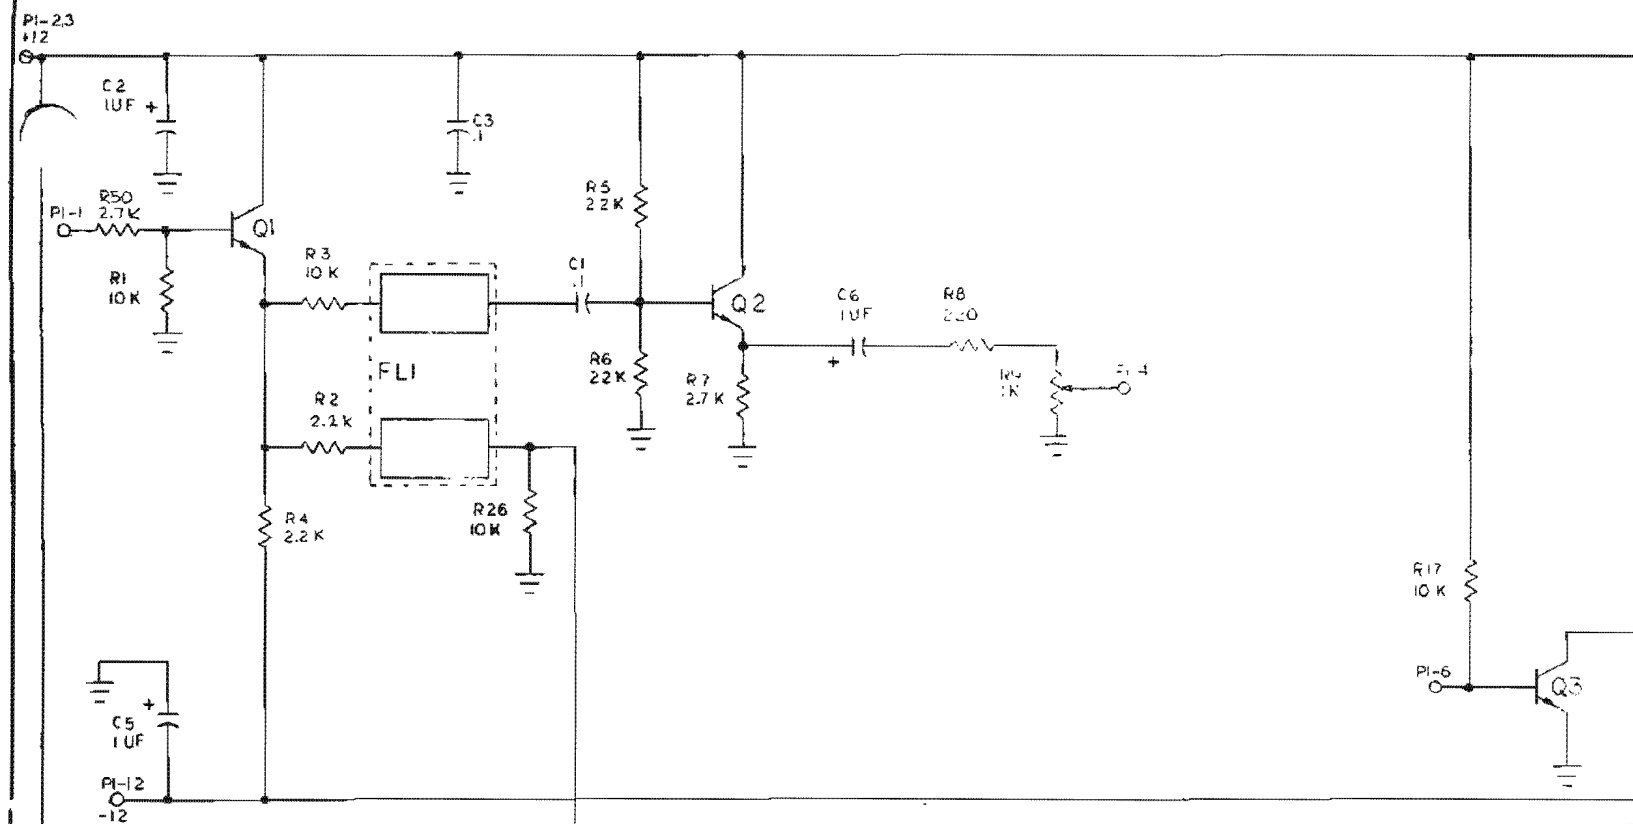 P1-2,3
+12
C2
1UF +
C3
.1
R50
2.7K
P1-1
Q1
R1
10K
R3
10K
C1
.1
R5
22K
Q2
R6
22K
R7
2.7K
C6
1UF
+
R8
R9
1K
FL1
R2
2.2K
R4
2.2K
R26
10K
R17
10K
P1-6
Q3
+
C5
1UF
P1-12
-12